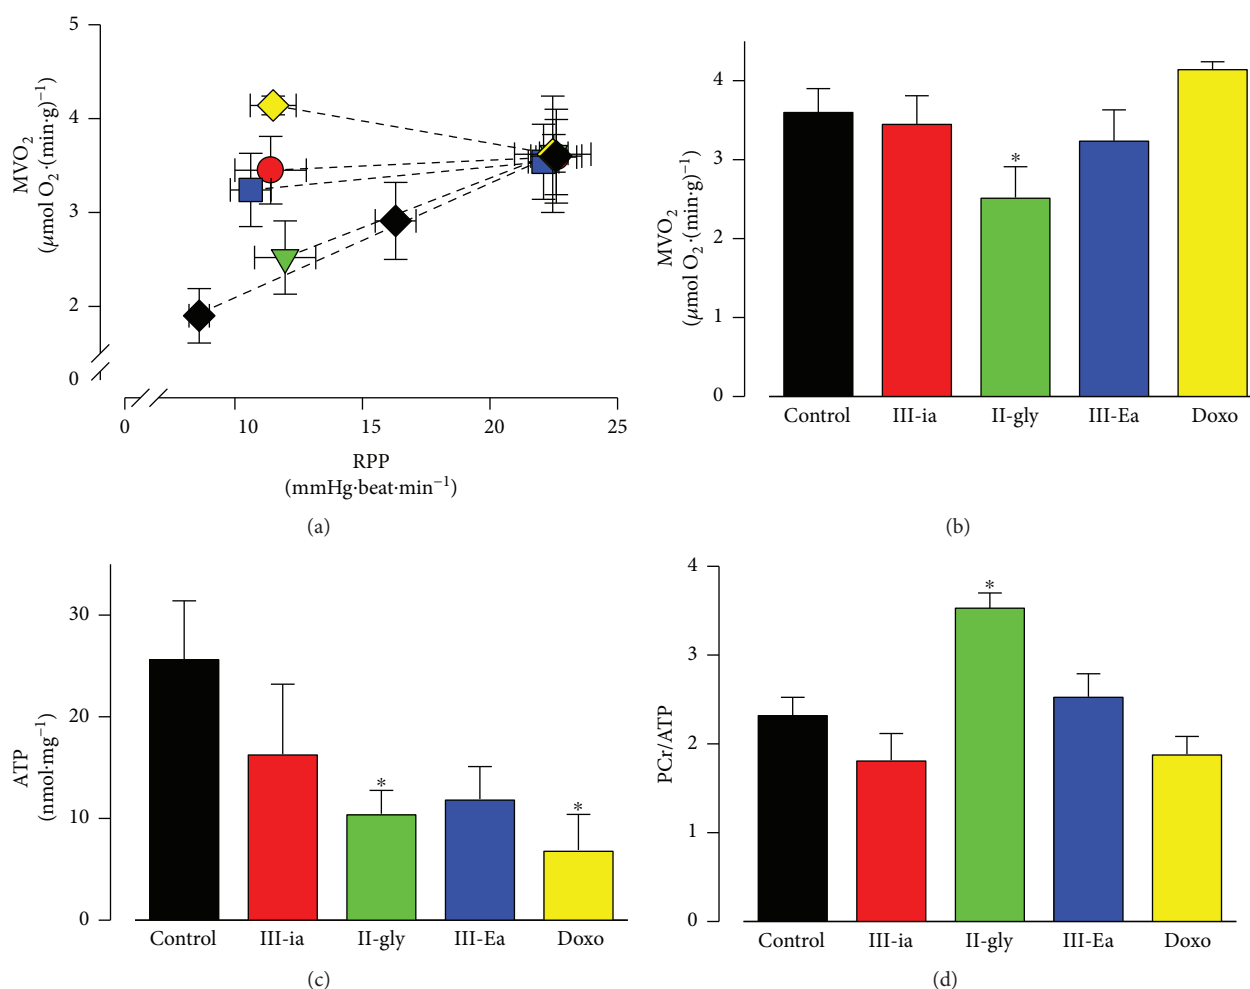 5
4
3
2
0
MVO₂
(μmol O₂·(min·g)⁻¹
0
10
15
20
25
RPP
(mmHg·beat·min⁻¹)
(a)
4
3
2
1
0
MVO₂
(μmol O₂·(min·g)⁻¹
*
Control
III-ia
II-gly
III-Ea
Doxo
(b)
30
20
10
0
ATP
(nmol·mg⁻¹)
*
*
Control
III-ia
II-gly
III-Ea
Doxo
(c)
4
3
2
1
0
PCr/ATP
*
Control
III-ia
II-gly
III-Ea
Doxo
(d)